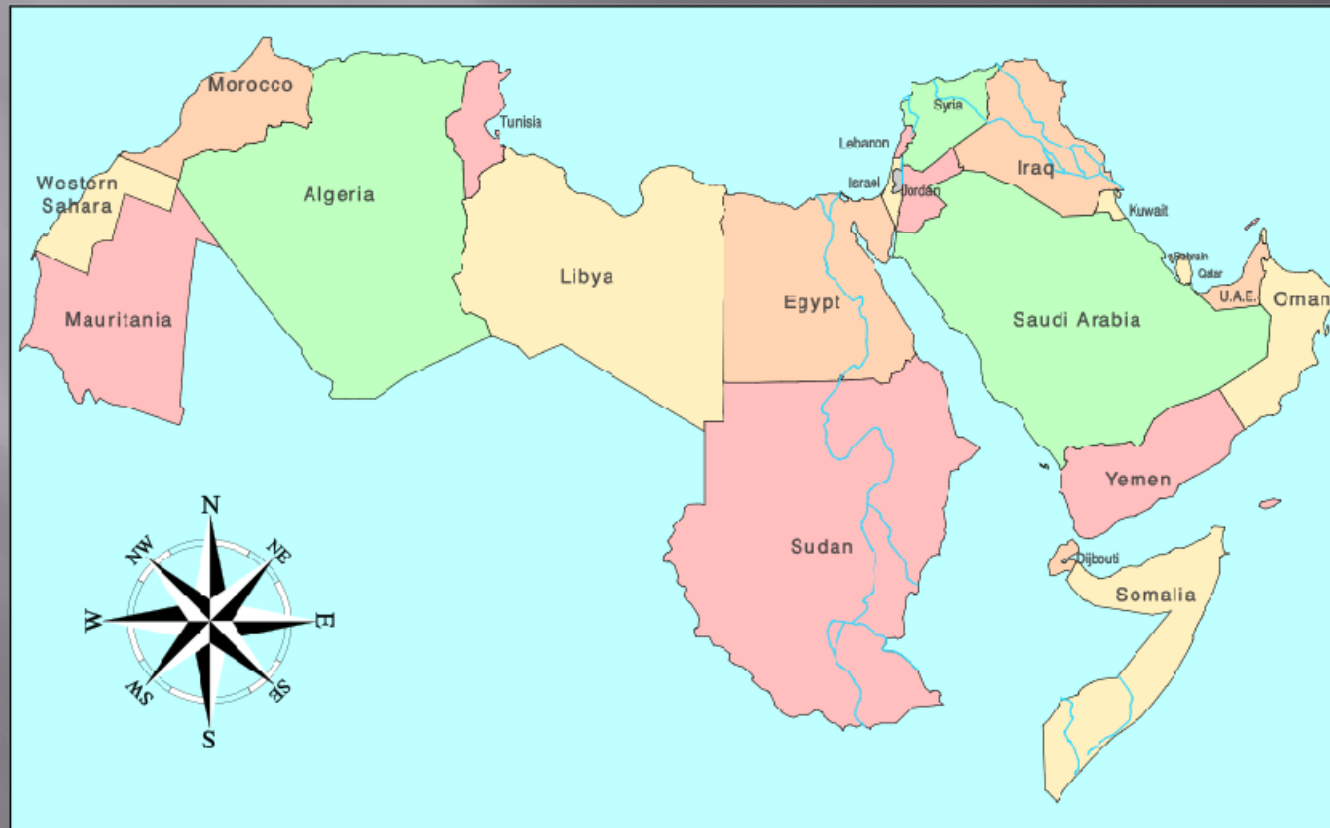 Morocco
Tunisia
Algeria
Western
Sahara
Mauritania
Libya
Egypt
Sudan
Syria
Lebanon
Israel
Jordan
Iraq
Kuwait
Bahrain
Qatar
U.A.E.
Oman
Saudi Arabia
Yemen
Djibouti
Somalia
N
NE
E
SE
S
SW
W
NW